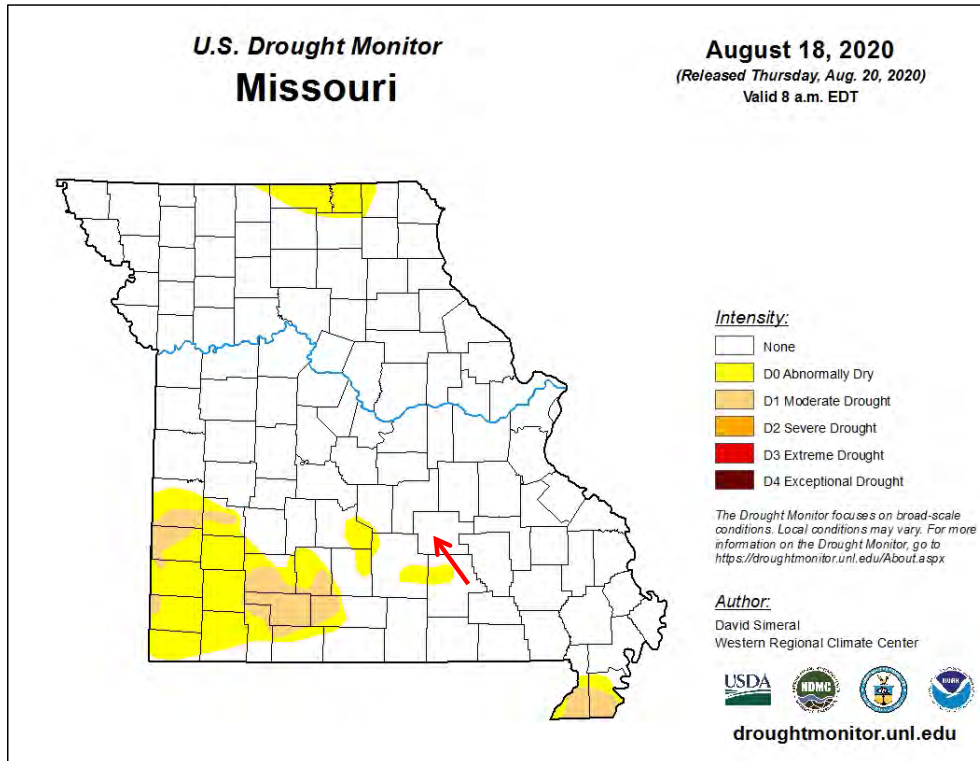 U.S. Drought Monitor
Missouri
August 18, 2020
(Released Thursday, Aug. 20, 2020)
Valid 8 a.m. EDT
Intensity:
None
D0 Abnormally Dry
D1 Moderate Drought
D2 Severe Drought
D3 Extreme Drought
D4 Exceptional Drought
The Drought Monitor focuses on broad-scale
conditions. Local conditions may vary. For more
information on the Drought Monitor, go to
https://droughtmonitor.unl.edu/About.aspx
Author:
David Simeral
Western Regional Climate Center
USDA
NDMC
droughtmonitor.unl.edu